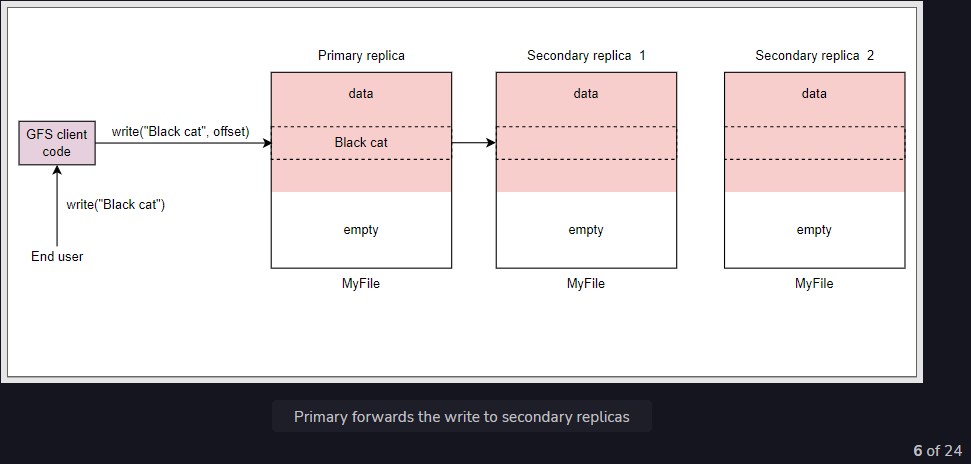 Primary replica
Secondary replica 1
Secondary replica 2
data
data
data
GFS client
code
write("Black cat", offset)
Black cat
write("Black cat")
End user
empty
empty
empty
MyFile
MyFile
MyFile
Primary forwards the write to secondary replicas
6 of 24